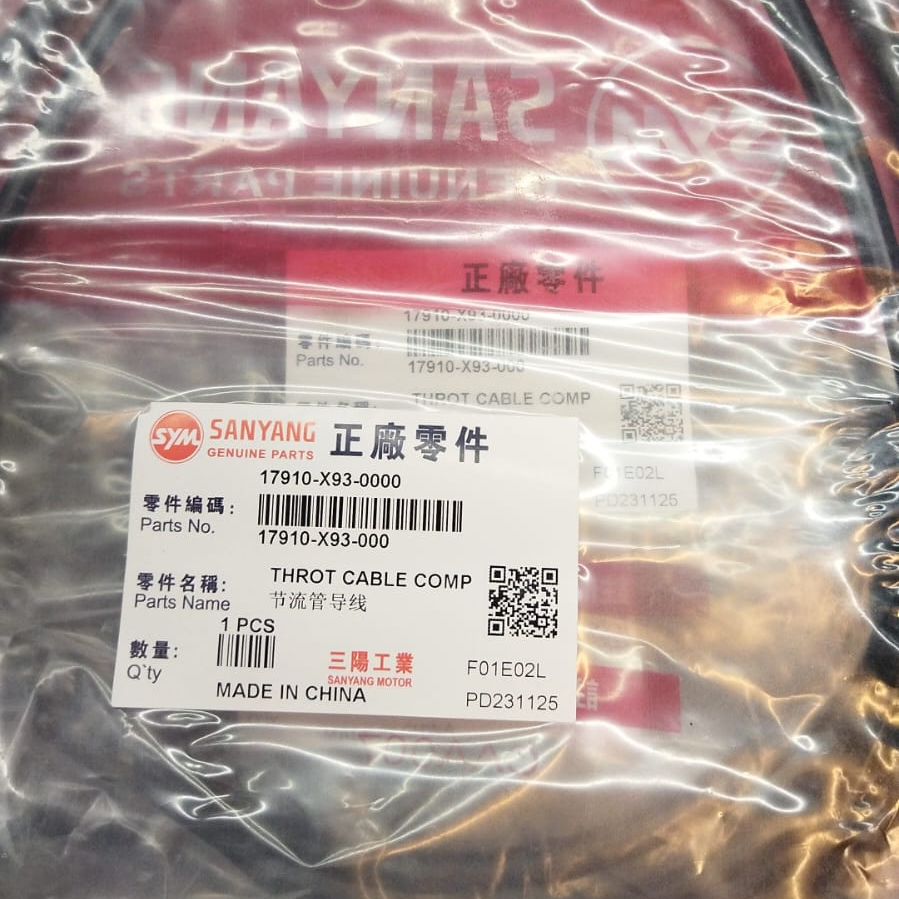 SANYANG
SYM
GENUINE PARTS
正廠零件
17910-X93-0000
零件編碼:
Parts No.
17910-X93-000
THROT CABLE COMP
F01E02L
PD231125
SYM
SANYANG
GENUINE PARTS
正廠零件
17910-X93-0000
零件編碼:
Parts No.
17910-X93-000
零件名稱:
Parts Name
THROT CABLE COMP
节流管导线
數量:
Q`ty
1 PCS
三陽工業
SANYANG MOTOR
MADE IN CHINA
F01E02L
PD231125